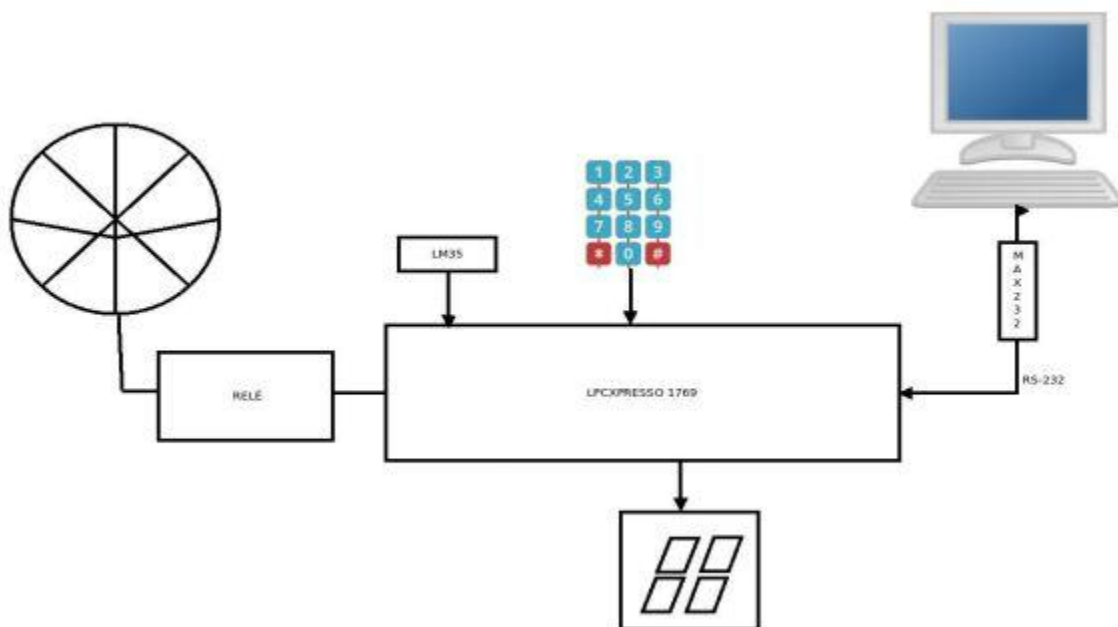 1 2 3
4 5 6
7 8 9
* 0 #
LM35
M
A
X
2
3
2
RELÉ
LPCXPRESSO 1769
RS-232